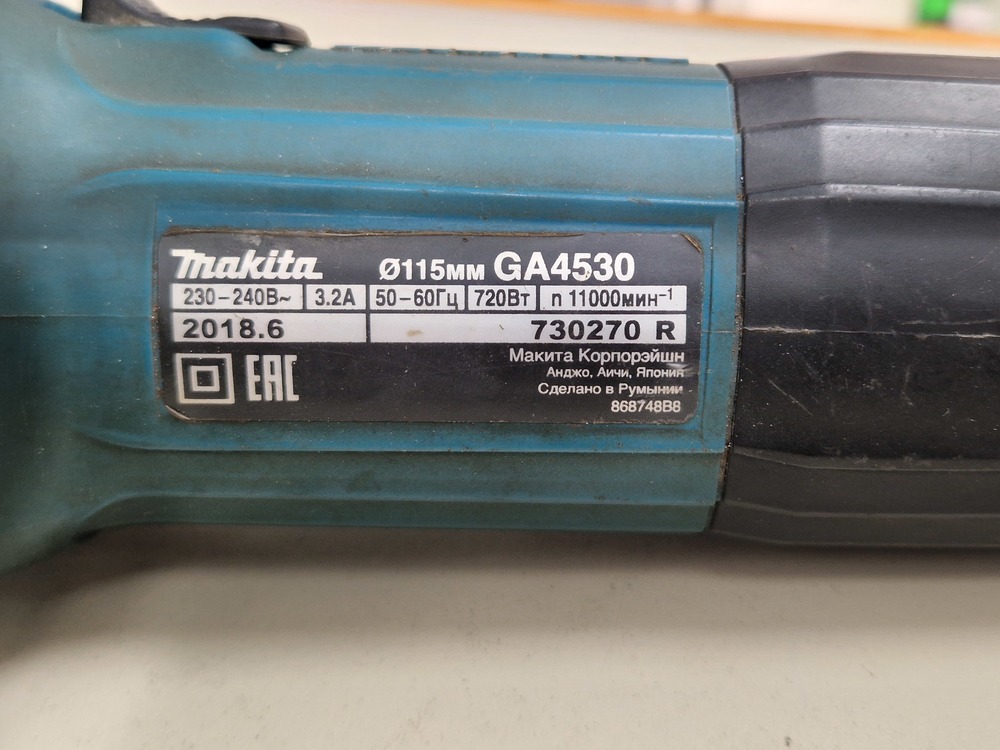 makita Ø115мм GA4530
230-240В~ 3.2А 50-60Гц 720Вт n 11000мин⁻¹
2018.6 730270 R
Макита Корпорэйшн
Анджо, Аичи, Япония
EAC Сделано в Румынии
868748B8